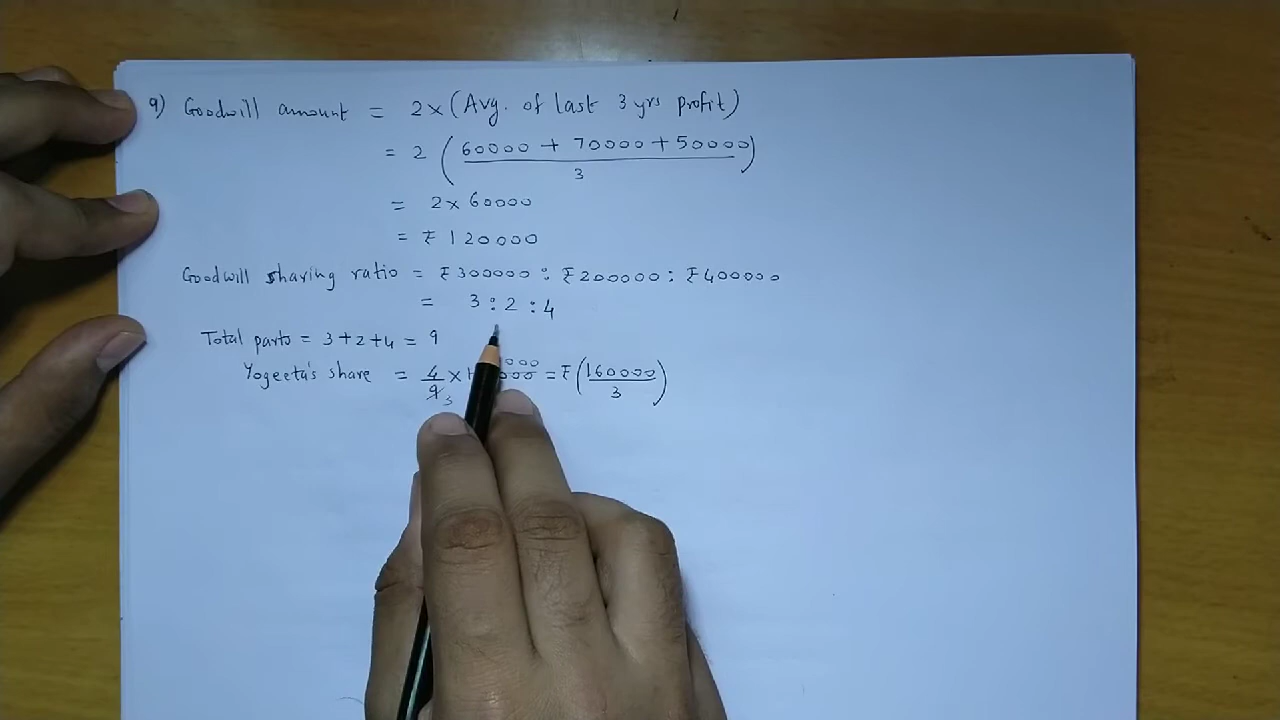 9) Goodwill amount = 2 × (Avg. of last 3 yrs profit)
= 2 (60000 + 70000 + 50000 / 3)
= 2 × 60000
= ₹ 120000
Goodwill sharing ratio = ₹300000 : ₹200000 : ₹400000
= 3 : 2 : 4
Total parts = 3+2+4 = 9
Yogeeta's share = 4/9 3 × = ₹ (160000 / 3)